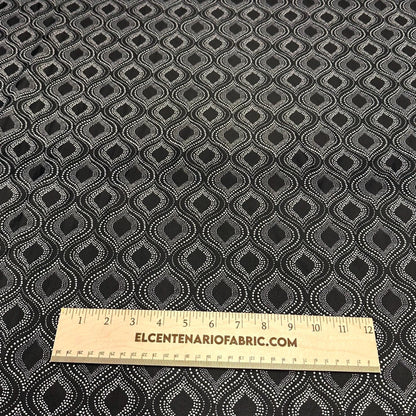 1 2 3 4 5 6 7 8 9 10 11 12
ELCENTENARIOFABRIC.COM